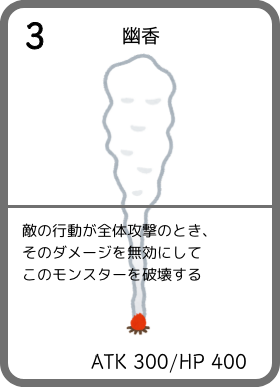 3
幽香
敵の行動が全体攻撃のとき、
そのダメージを無効にして
このモンスターを破壊する
ATK 300/HP 400